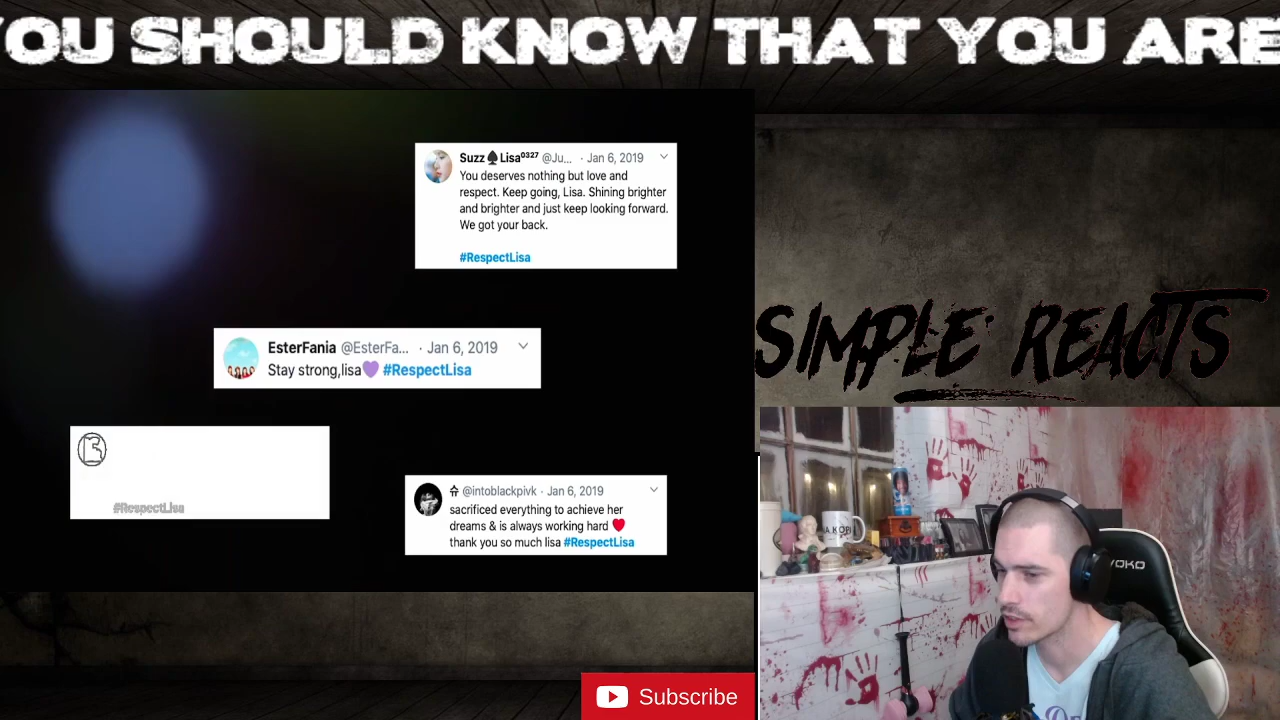 YOU SHOULD KNOW THAT YOU ARE
Suzz♠Lisa⁰³²⁷ @Ju... · Jan 6, 2019
You deserves nothing but love and
respect. Keep going, Lisa. Shining brighter
and brighter and just keep looking forward.
We got your back.
#RespectLisa
EsterFania @EsterFa... · Jan 6, 2019
Stay strong,lisa💜 #RespectLisa
#RespectLisa
슈 @intoblackpivk · Jan 6, 2019
sacrificed everything to achieve her
dreams & is always working hard ❤️
thank you so much lisa #RespectLisa
SIMPLE REACTS
YOKO
Subscribe